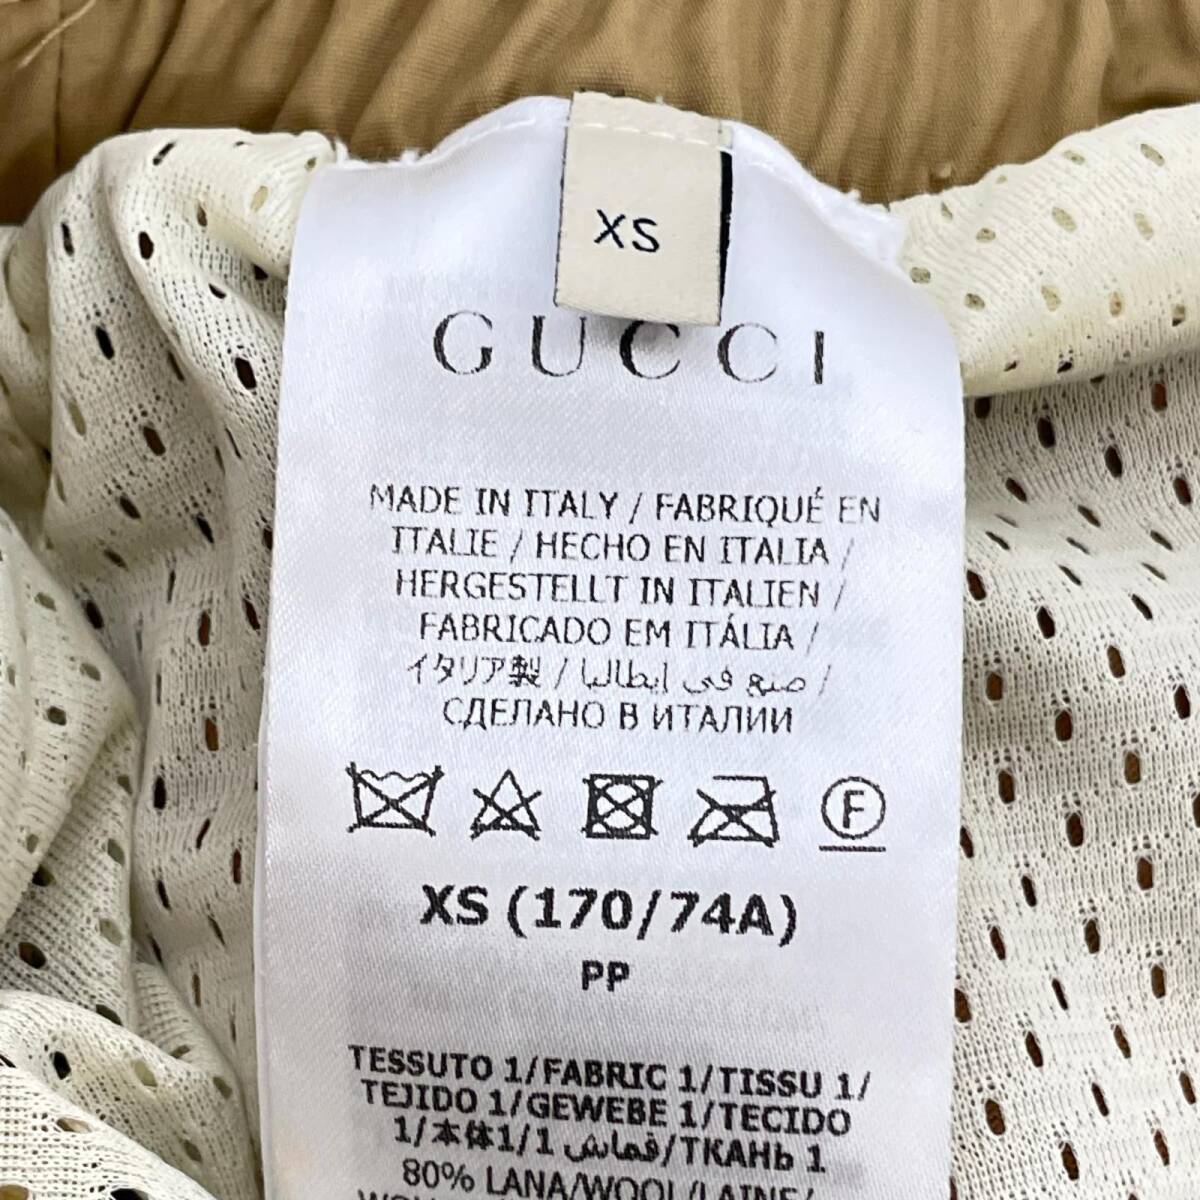 XS
GUCCI
MADE IN ITALY / FABRIQUÉ EN
ITALIE / HECHO EN ITALIA /
HERGESTELLT IN ITALIEN /
FABRICADO EM ITÁLIA /
イタリア製 / صنع في إيطاليا /
СДЕЛАНО В ИТАЛИИ
F
XS (170/74A)
PP
TESSUTO 1/FABRIC 1/TISSU 1/
TEJIDO 1/GEWEBE 1/TECIDO
1/本体1/1 قماش/ТКАНЬ 1
80% LANA/WOOL/LAINE/